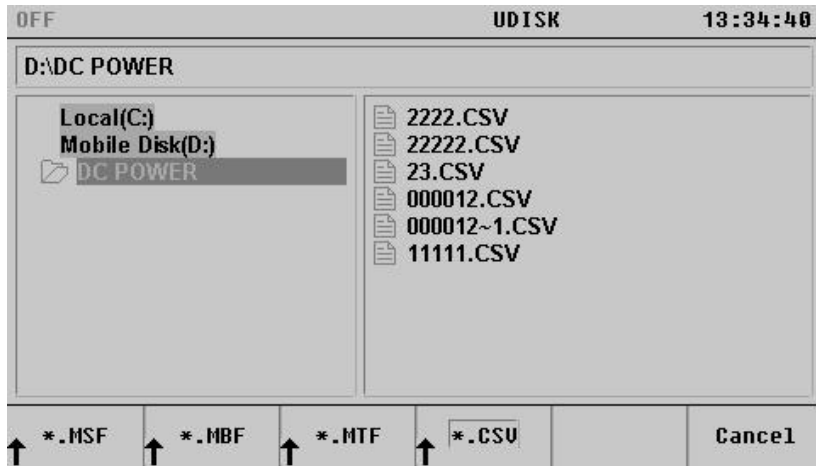 OFF UDISK 13:34:40
D:\DC POWER
Local(C:)
Mobile Disk(D:)
DC POWER
2222.CSV
22222.CSV
23.CSV
000012.CSV
000012~1.CSV
11111.CSV
*.MSF *.MBF *.MTF *.CSV Cancel